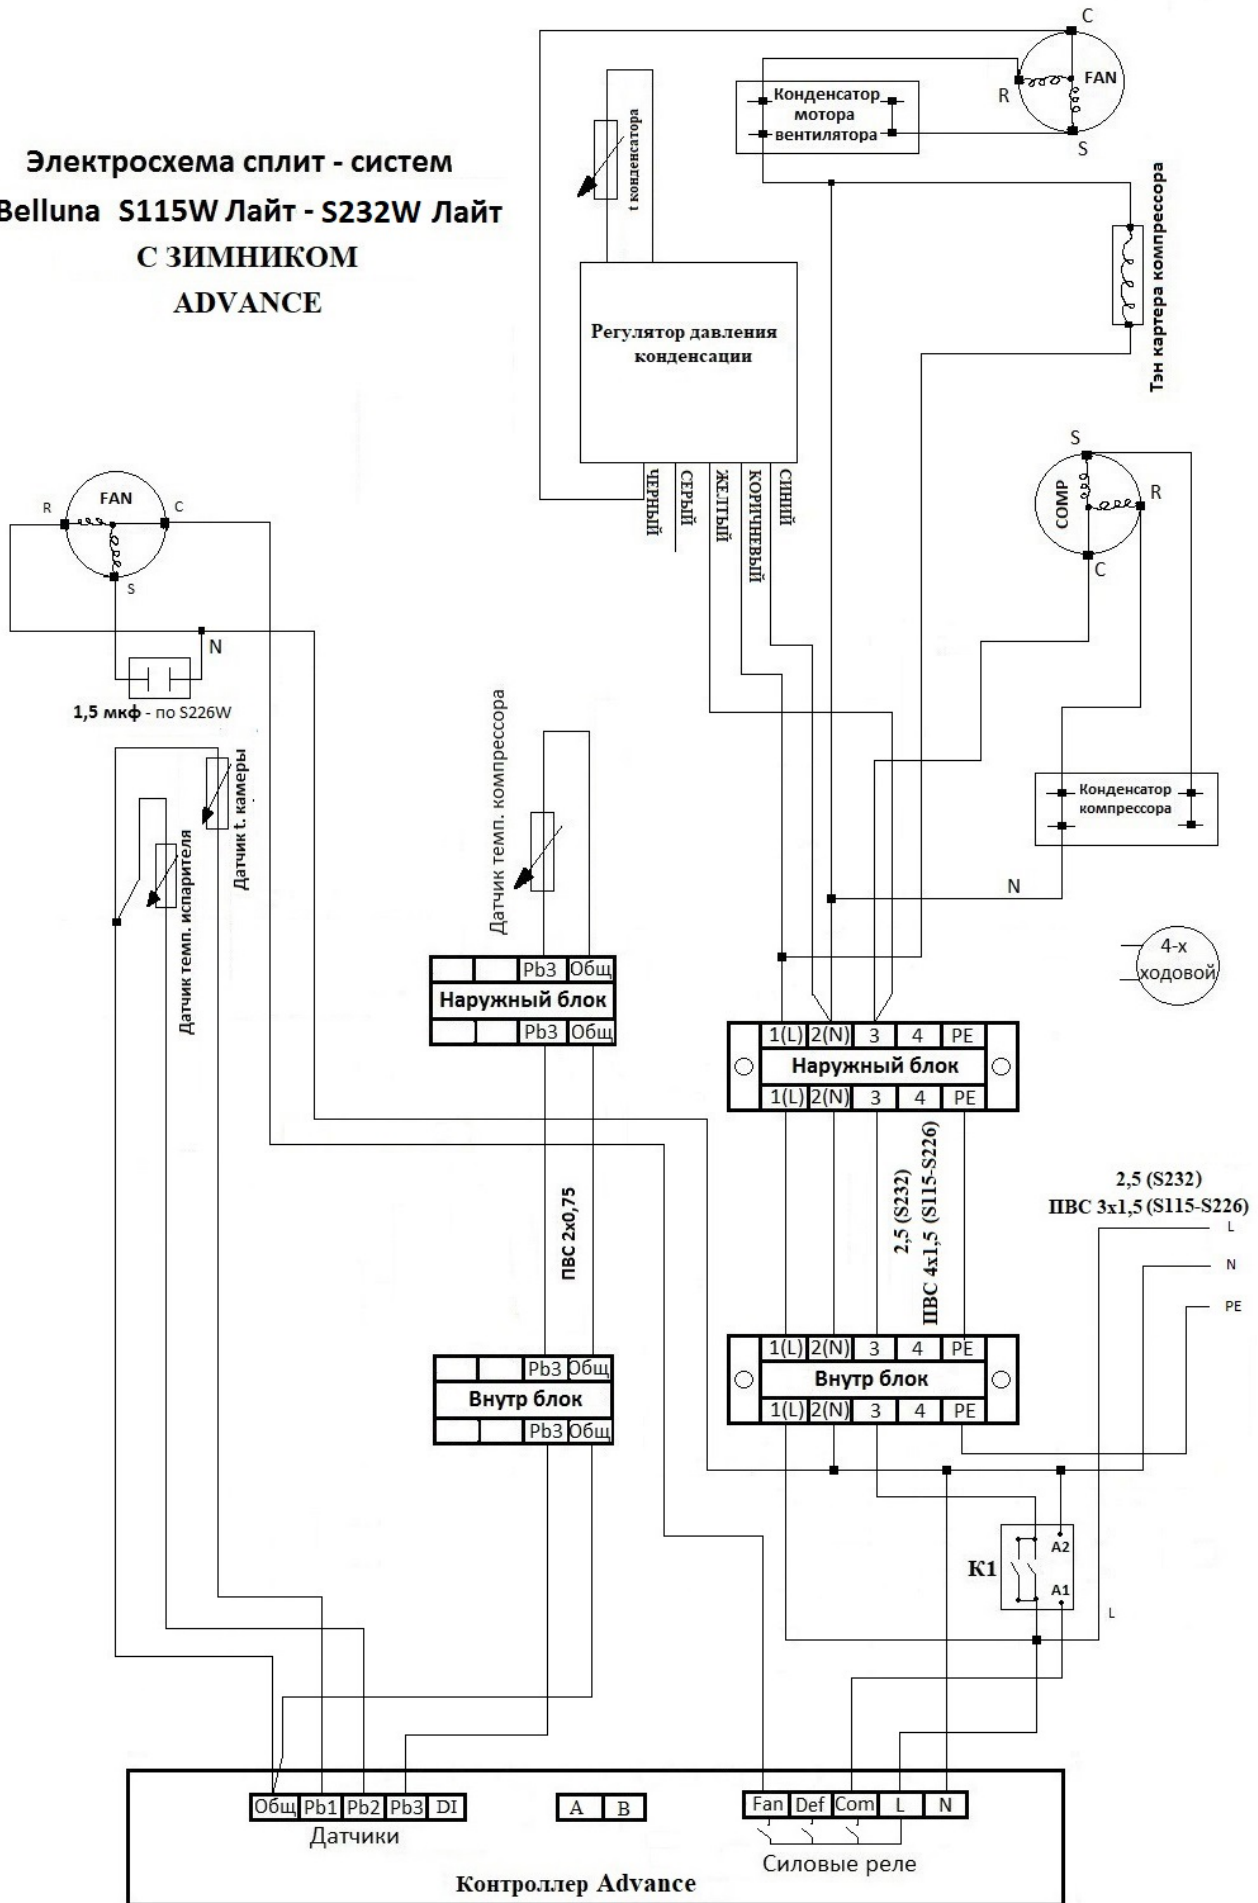 Электросхема сплит - систем
Belluna S115W Лайт - S232W Лайт
С ЗИМНИКОМ
ADVANCE
C
FAN
R
S
Конденсатор
мотора
вентилятора
t конденсатора
Тэн картера компрессора
Регулятор давления
конденсации
ЧЕРНЫЙ
СЕРЫЙ
ЖЕЛТЫЙ
КОРИЧНЕВЫЙ
СИНИЙ
S
COMP
R
C
R
FAN
C
S
N
1,5 мкф - по S226W
Датчик t. камеры
Датчик темп. испарителя
Датчик темп. компрессора
Конденсатор
компрессора
N
4-х
ходовой
Pb3 Общ
Наружный блок
Pb3 Общ
1(L) 2(N) 3 4 PE
Наружный блок
1(L) 2(N) 3 4 PE
ПВС 2х0,75
2,5 (S232)
ПВС 4х1,5 (S115-S226)
2,5 (S232)
ПВС 3х1,5 (S115-S226)
L
N
PE
Pb3 Общ
Внутр блок
Pb3 Общ
1(L) 2(N) 3 4 PE
Внутр блок
1(L) 2(N) 3 4 PE
K1
A2
A1
L
Общ Pb1 Pb2 Pb3 DI
Датчики
A B
Fan Def Com L N
Силовые реле
Контроллер Advance